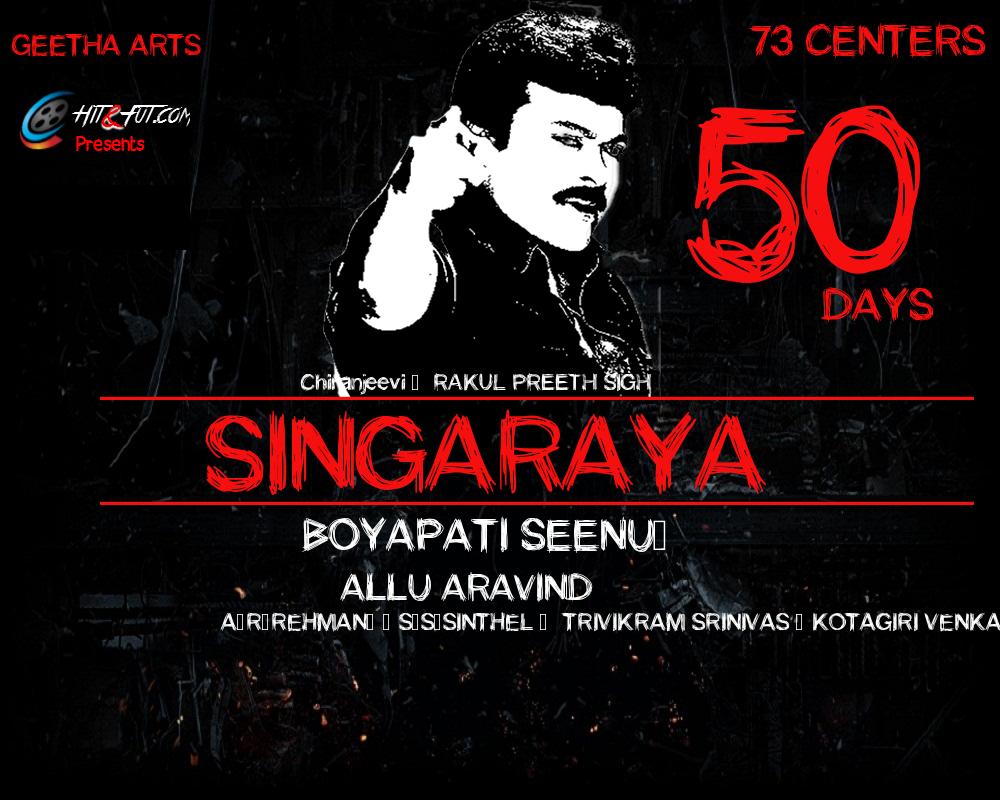 GEETHA ARTS
73 CENTERS
HIT&FUT.COM
Presents
50
DAYS
Chiranjeevi ▯ RAKUL PREETH SIGH
SINGARAYA
BOYAPATI SEENU▯
ALLU ARAVIND
A▯R▯REHMAN▯ ▯ S▯S▯SINTHEL ▯ TRIVIKRAM SRINIVAS ▯ KOTAGIRI VENKA